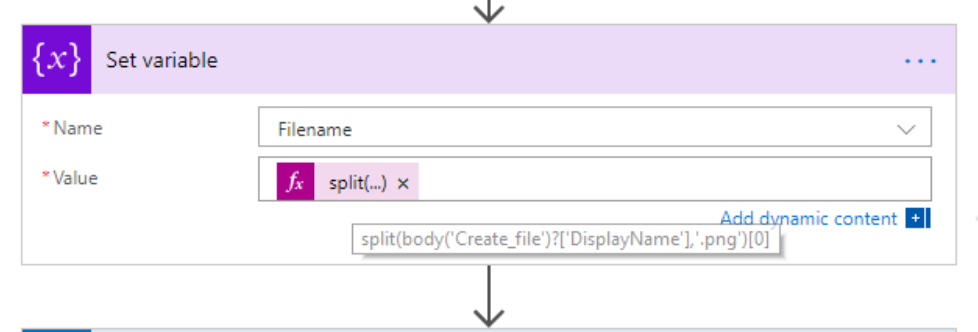 {x} Set variable ...
*Name Filename
*Value fx split(...) ×
Add dynamic content +
split(body('Create_file')?['DisplayName'],'.png')[0]